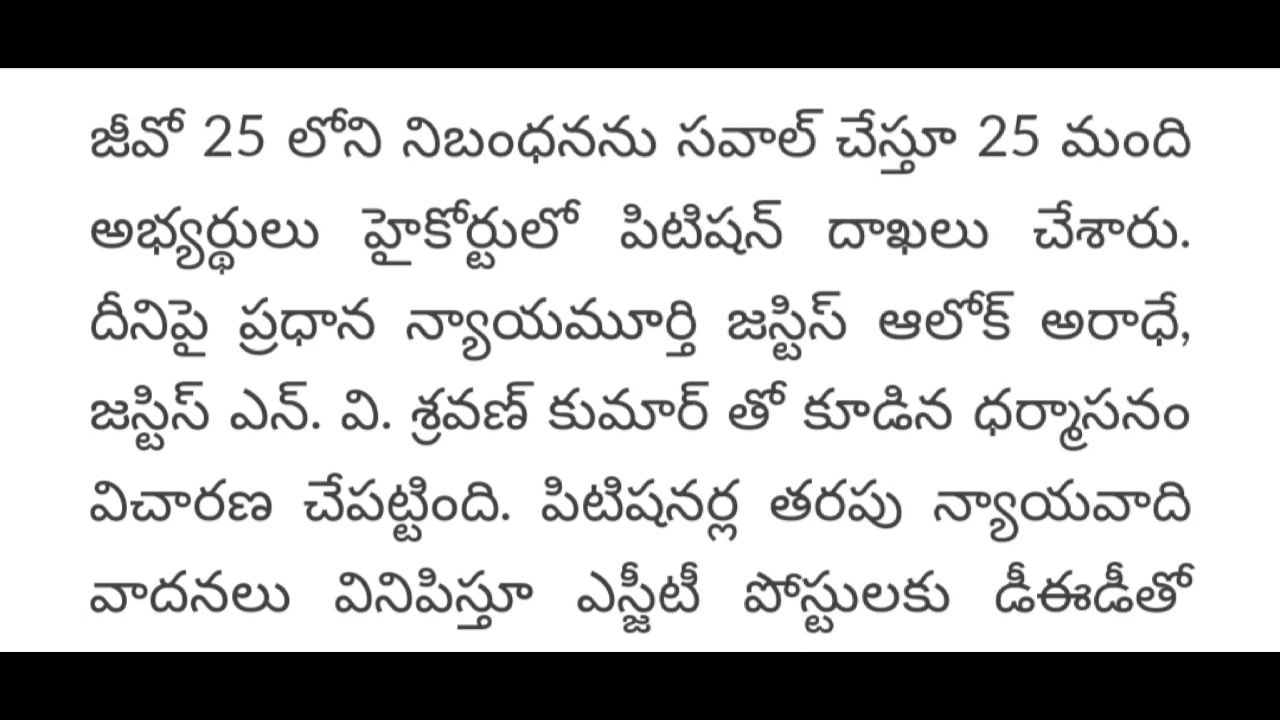 జీవో 25 లోని నిబంధనను సవాల్ చేస్తూ 25 మంది
అభ్యర్థులు హైకోర్టులో పిటిషన్ దాఖలు చేశారు.
దీనిపై ప్రధాన న్యాయమూర్తి జస్టిస్ ఆలోక్ అరాధే,
జస్టిస్ ఎన్. వి. శ్రవణ్ కుమార్ తో కూడిన ధర్మాసనం
విచారణ చేపట్టింది. పిటిషనర్ల తరపు న్యాయవాది
వాదనలు వినిపిస్తూ ఎస్జీటీ పోస్టులకు డీఈడీతో